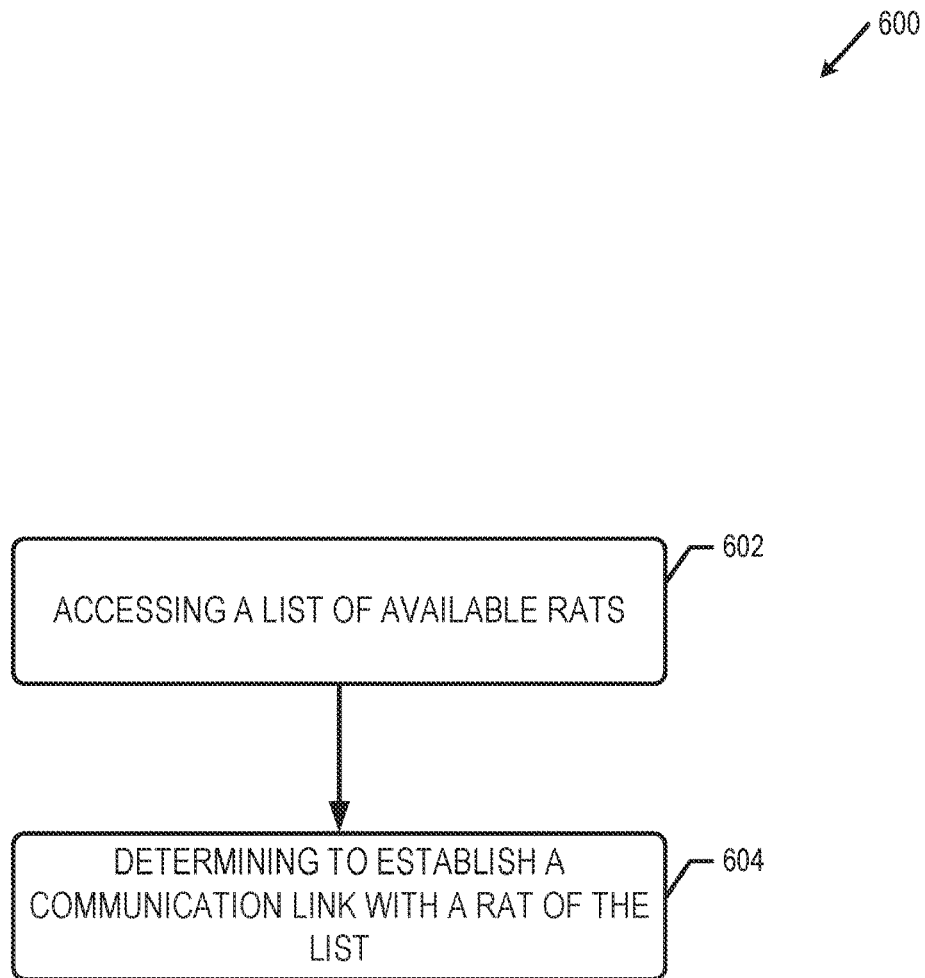 600
602
ACCESSING A LIST OF AVAILABLE RATS
604
DETERMINING TO ESTABLISH A
COMMUNICATION LINK WITH A RAT OF THE
LIST